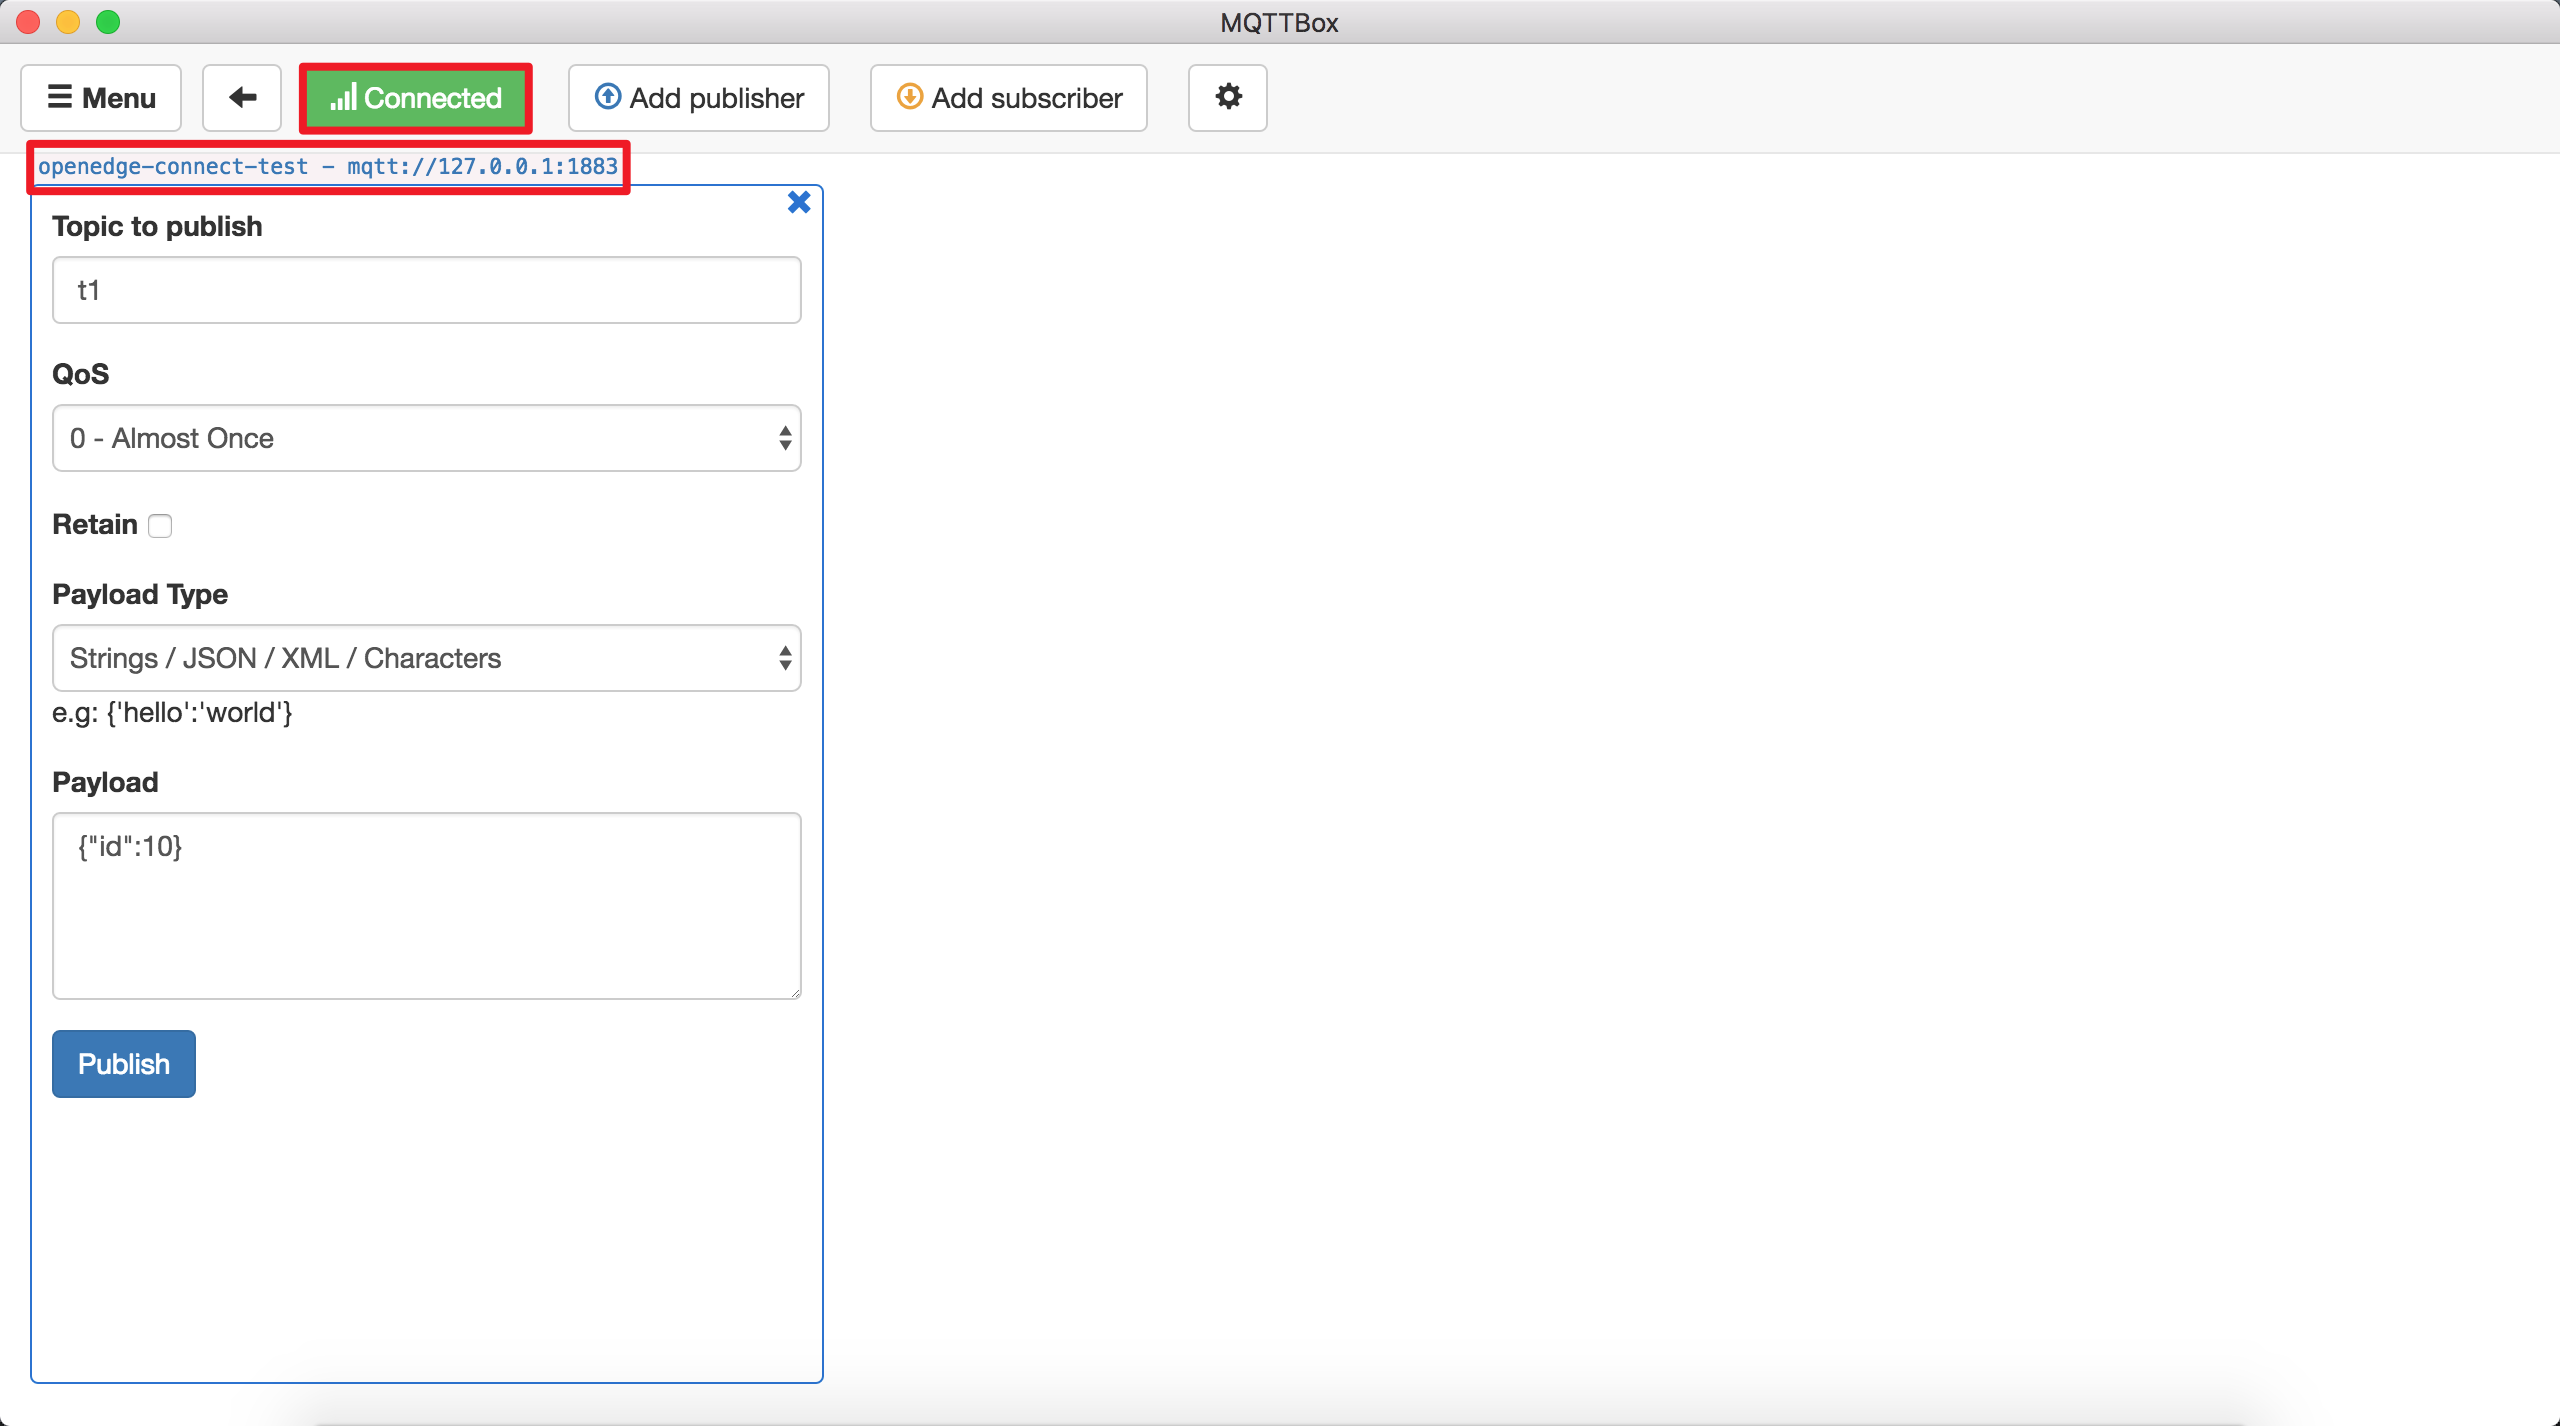 MQTTBox
Menu
Connected
Add publisher
Add subscriber
openedge-connect-test - mqtt://127.0.0.1:1883
Topic to publish
t1
QoS
0 - Almost Once
Retain
Payload Type
Strings / JSON / XML / Characters
e.g: {'hello':'world'}
Payload
{"id":10}
Publish